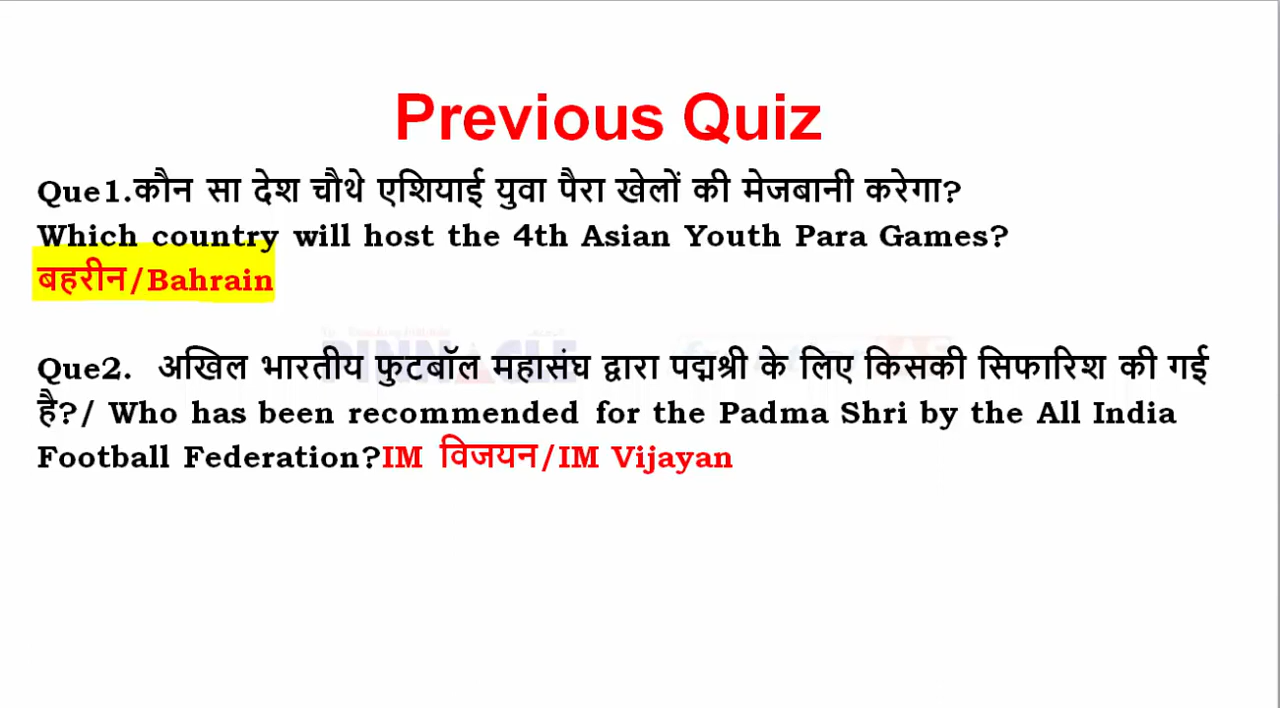 Previous Quiz
Que1.कौन सा देश चौथे एशियाई युवा पैरा खेलों की मेजबानी करेगा?
Which country will host the 4th Asian Youth Para Games?
बहरीन/Bahrain
PINNACLE
Que2. अखिल भारतीय फुटबॉल महासंघ द्वारा पद्मश्री के लिए किसकी सिफारिश की गई
है?/ Who has been recommended for the Padma Shri by the All India
Football Federation?IM विजयन/IM Vijayan